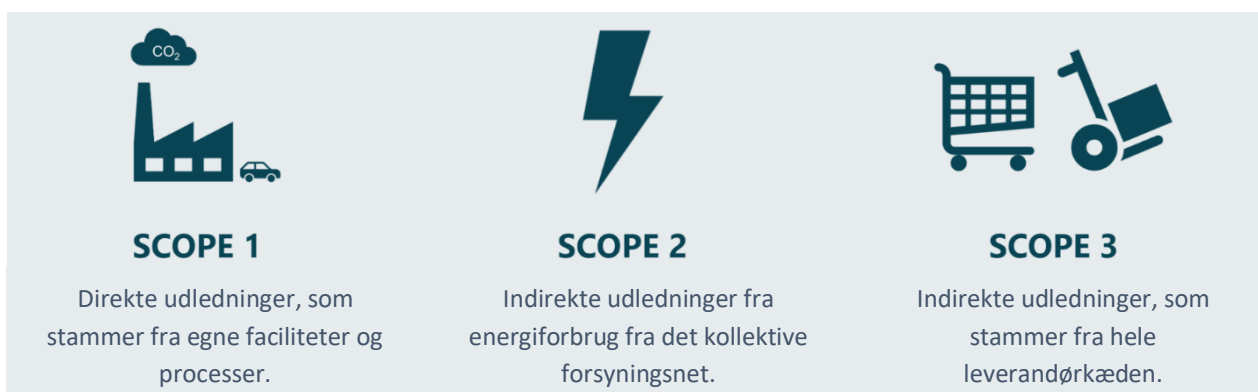 CO₂
SCOPE 1
Direkte udledninger, som
stammer fra egne faciliteter og
processer.
SCOPE 2
Indirekte udledninger fra
energiforbrug fra det kollektive
forsyningsnet.
SCOPE 3
Indirekte udledninger, som
stammer fra hele
leverandørkæden.